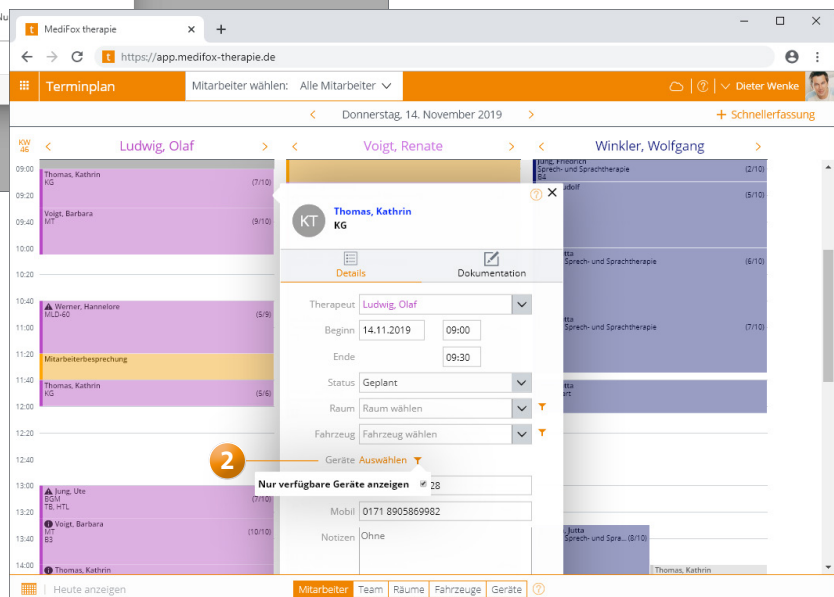 MediFox therapie
https://app.medifox-therapie.de
Terminplan
Mitarbeiter wählen: Alle Mitarbeiter
Dieter Wenke
Donnerstag, 14. November 2019
+ Schnellerfassung
KW 46
Ludwig, Olaf
Voigt, Renate
Winkler, Wolfgang
09:00
09:20
09:40
10:00
10:20
10:40
11:00
11:20
11:40
12:00
12:20
12:40
13:00
13:20
13:40
14:00
Thomas, Kathrin
KG (7/10)
Voigt, Barbara
MT (9/10)
Werner, Hannelore
MLD-60 (5/9)
Mitarbeiterbesprechung
Thomas, Kathrin
KG (5/6)
Jung, Ute
BGM (7/10)
TB, HTL
Voigt, Barbara
MT (10/10)
B3
Thomas, Kathrin
KT
Thomas, Kathrin
KG
Details
Dokumentation
Therapeut Ludwig, Olaf
Beginn 14.11.2019 09:00
Ende 09:30
Status Geplant
Raum Raum wählen
Fahrzeug Fahrzeug wählen
2
Geräte Auswählen
Nur verfügbare Geräte anzeigen
28
Mobil 0171 8905869982
Notizen Ohne
Jung, Friedrich
Sprech- und Sprachtherapie (2/10)
B4
udolf
(5/10)
utta
Sprech- und Sprachtherapie (6/10)
utta
Sprech- und Sprachtherapie (7/10)
utta
art
, Jutta
Sprech- und Spra... (8/10)
Thomas, Kathrin
Heute anzeigen
Mitarbeiter Team Räume Fahrzeuge Geräte